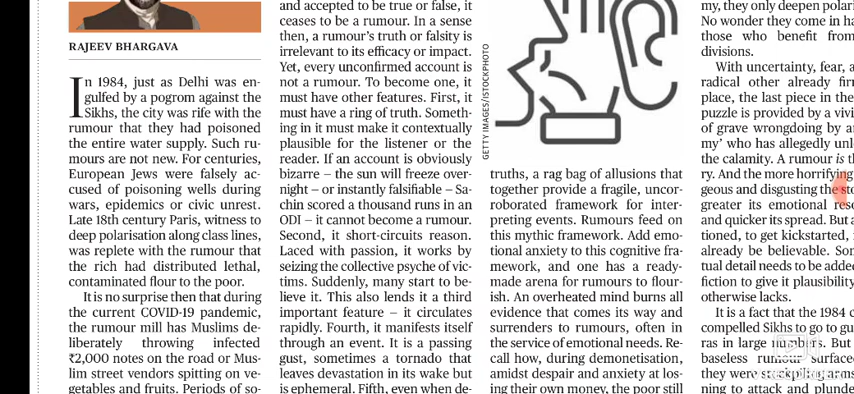 RAJEEV BHARGAVA
In 1984, just as Delhi was en-
gulfed by a pogrom against the
Sikhs, the city was rife with the
rumour that they had poisoned
the entire water supply. Such ru-
mours are not new. For centuries,
European Jews were falsely ac-
cused of poisoning wells during
wars, epidemics or civic unrest.
Late 18th century Paris, witness to
deep polarisation along class lines,
was replete with the rumour that
the rich had distributed lethal,
contaminated flour to the poor.
It is no surprise then that during
the current COVID-19 pandemic,
the rumour mill has Muslims de-
liberately throwing infected
₹2,000 notes on the road or Mus-
lim street vendors spitting on ve-
getables and fruits. Periods of so-
and accepted to be true or false, it
ceases to be a rumour. In a sense
then, a rumour's truth or falsity is
irrelevant to its efficacy or impact.
Yet, every unconfirmed account is
not a rumour. To become one, it
must have other features. First, it
must have a ring of truth. Someth-
ing in it must make it contextually
plausible for the listener or the
reader. If an account is obviously
bizarre – the sun will freeze over-
night – or instantly falsifiable – Sa-
chin scored a thousand runs in an
ODI – it cannot become a rumour.
Second, it short-circuits reason.
Laced with passion, it works by
seizing the collective psyche of vic-
tims. Suddenly, many start to be-
lieve it. This also lends it a third
important feature – it circulates
rapidly. Fourth, it manifests itself
through an event. It is a passing
gust, sometimes a tornado that
leaves devastation in its wake but
is ephemeral. Fifth, even when de-
GETTY IMAGES/ISTOCKPHOTO
truths, a rag bag of allusions that
together provide a fragile, uncor-
roborated framework for inter-
preting events. Rumours feed on
this mythic framework. Add emo-
tional anxiety to this cognitive fra-
mework, and one has a ready-
made arena for rumours to flour-
ish. An overheated mind burns all
evidence that comes its way and
surrenders to rumours, often in
the service of emotional needs. Re-
call how, during demonetisation,
amidst despair and anxiety at los-
ing their own money, the poor still
my, they only deepen polari
No wonder they come in ha
those who benefit from
divisions.
With uncertainty, fear, a
radical other already firm
place, the last piece in the
puzzle is provided by a vivi
of grave wrongdoing by an
my' who has allegedly unl
the calamity. A rumour is th
ry. And the more horrifying
geous and disgusting the sto
greater its emotional reso
and quicker its spread. But a
tioned, to get kickstarted,
already be believable. Som
tual detail needs to be added
fiction to give it plausibility
otherwise lacks.
It is a fact that the 1984
compelled Sikhs to go to gu
ras in large But
baseless surface
they were
ning to attack and plunde